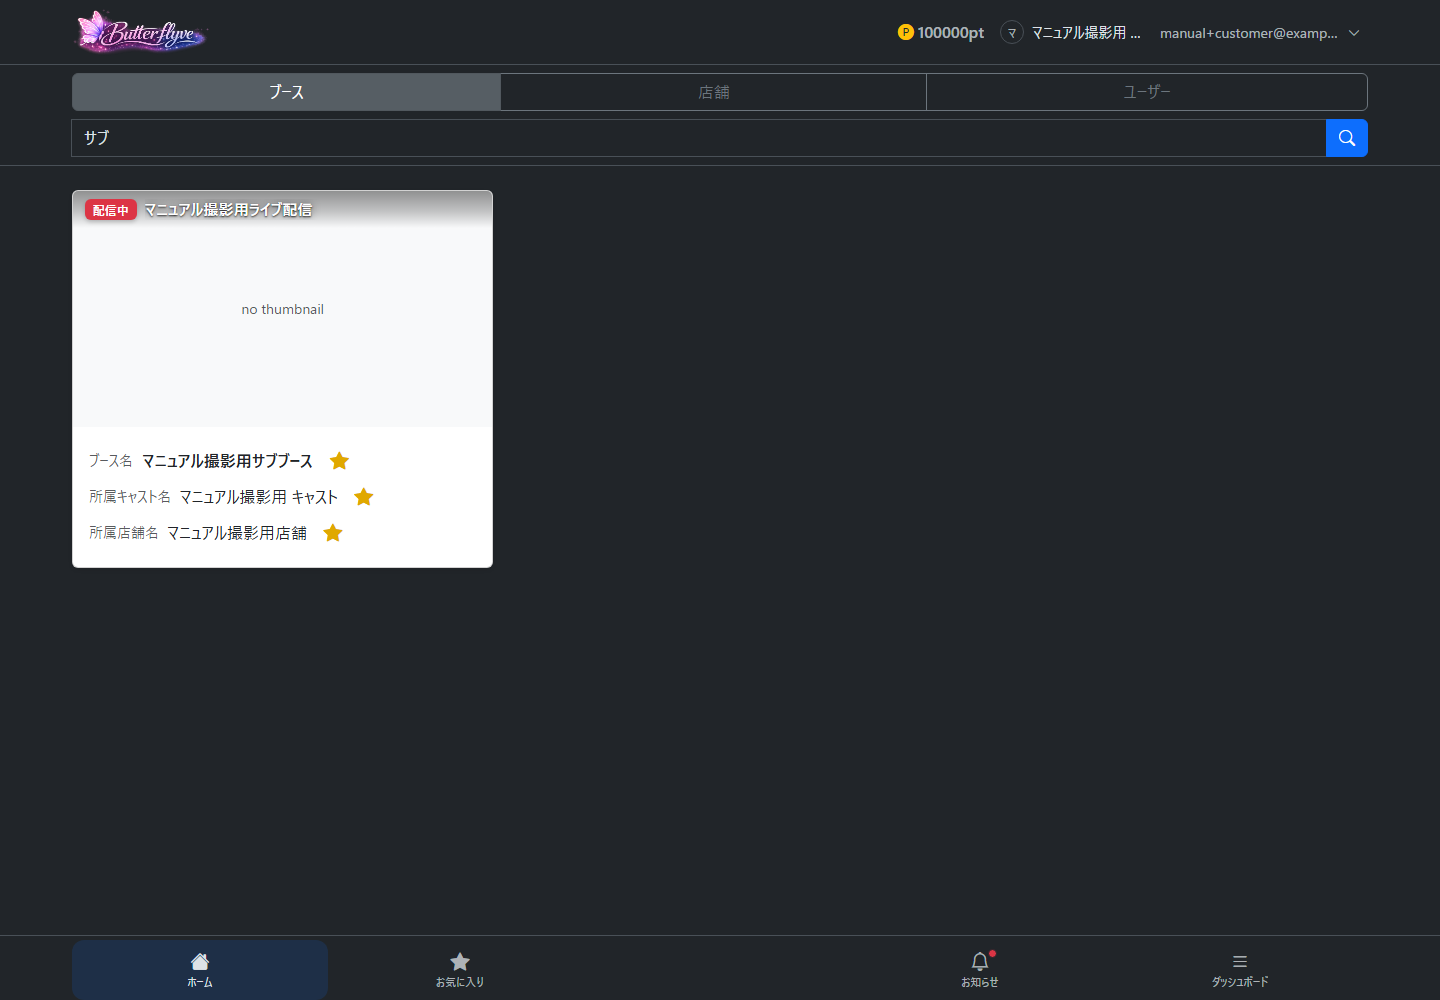 Butterflyve
P 100000pt マ マニュアル撮影用 ... manual+customer@examp...
ブース 店舗 ユーザー
サブ
配信中 マニュアル撮影用ライブ配信
no thumbnail
ブース名 マニュアル撮影用サブブース
所属キャスト名 マニュアル撮影用 キャスト
所属店舗名 マニュアル撮影用店舗
ホーム お気に入り お知らせ ダッシュボード